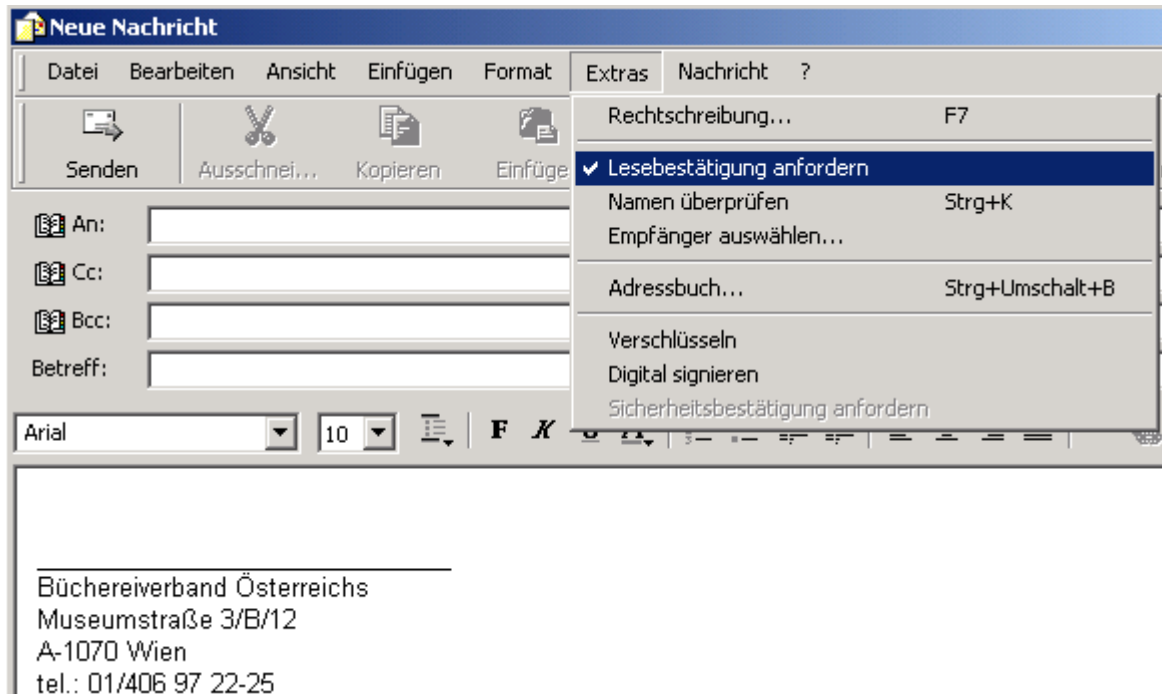 Neue Nachricht
Datei Bearbeiten Ansicht Einfügen Format Extras Nachricht ?
Senden Ausschnei... Kopieren Einfüge
Rechtschreibung... F7
Lesebestätigung anfordern
Namen überprüfen Strg+K
Empfänger auswählen...
Adressbuch... Strg+Umschalt+B
Verschlüsseln
Digital signieren
Sicherheitsbestätigung anfordern
An:
Cc:
Bcc:
Betreff:
Arial 10 F K
Büchereiverband Österreichs
Museumstraße 3/B/12
A-1070 Wien
tel.: 01/406 97 22-25